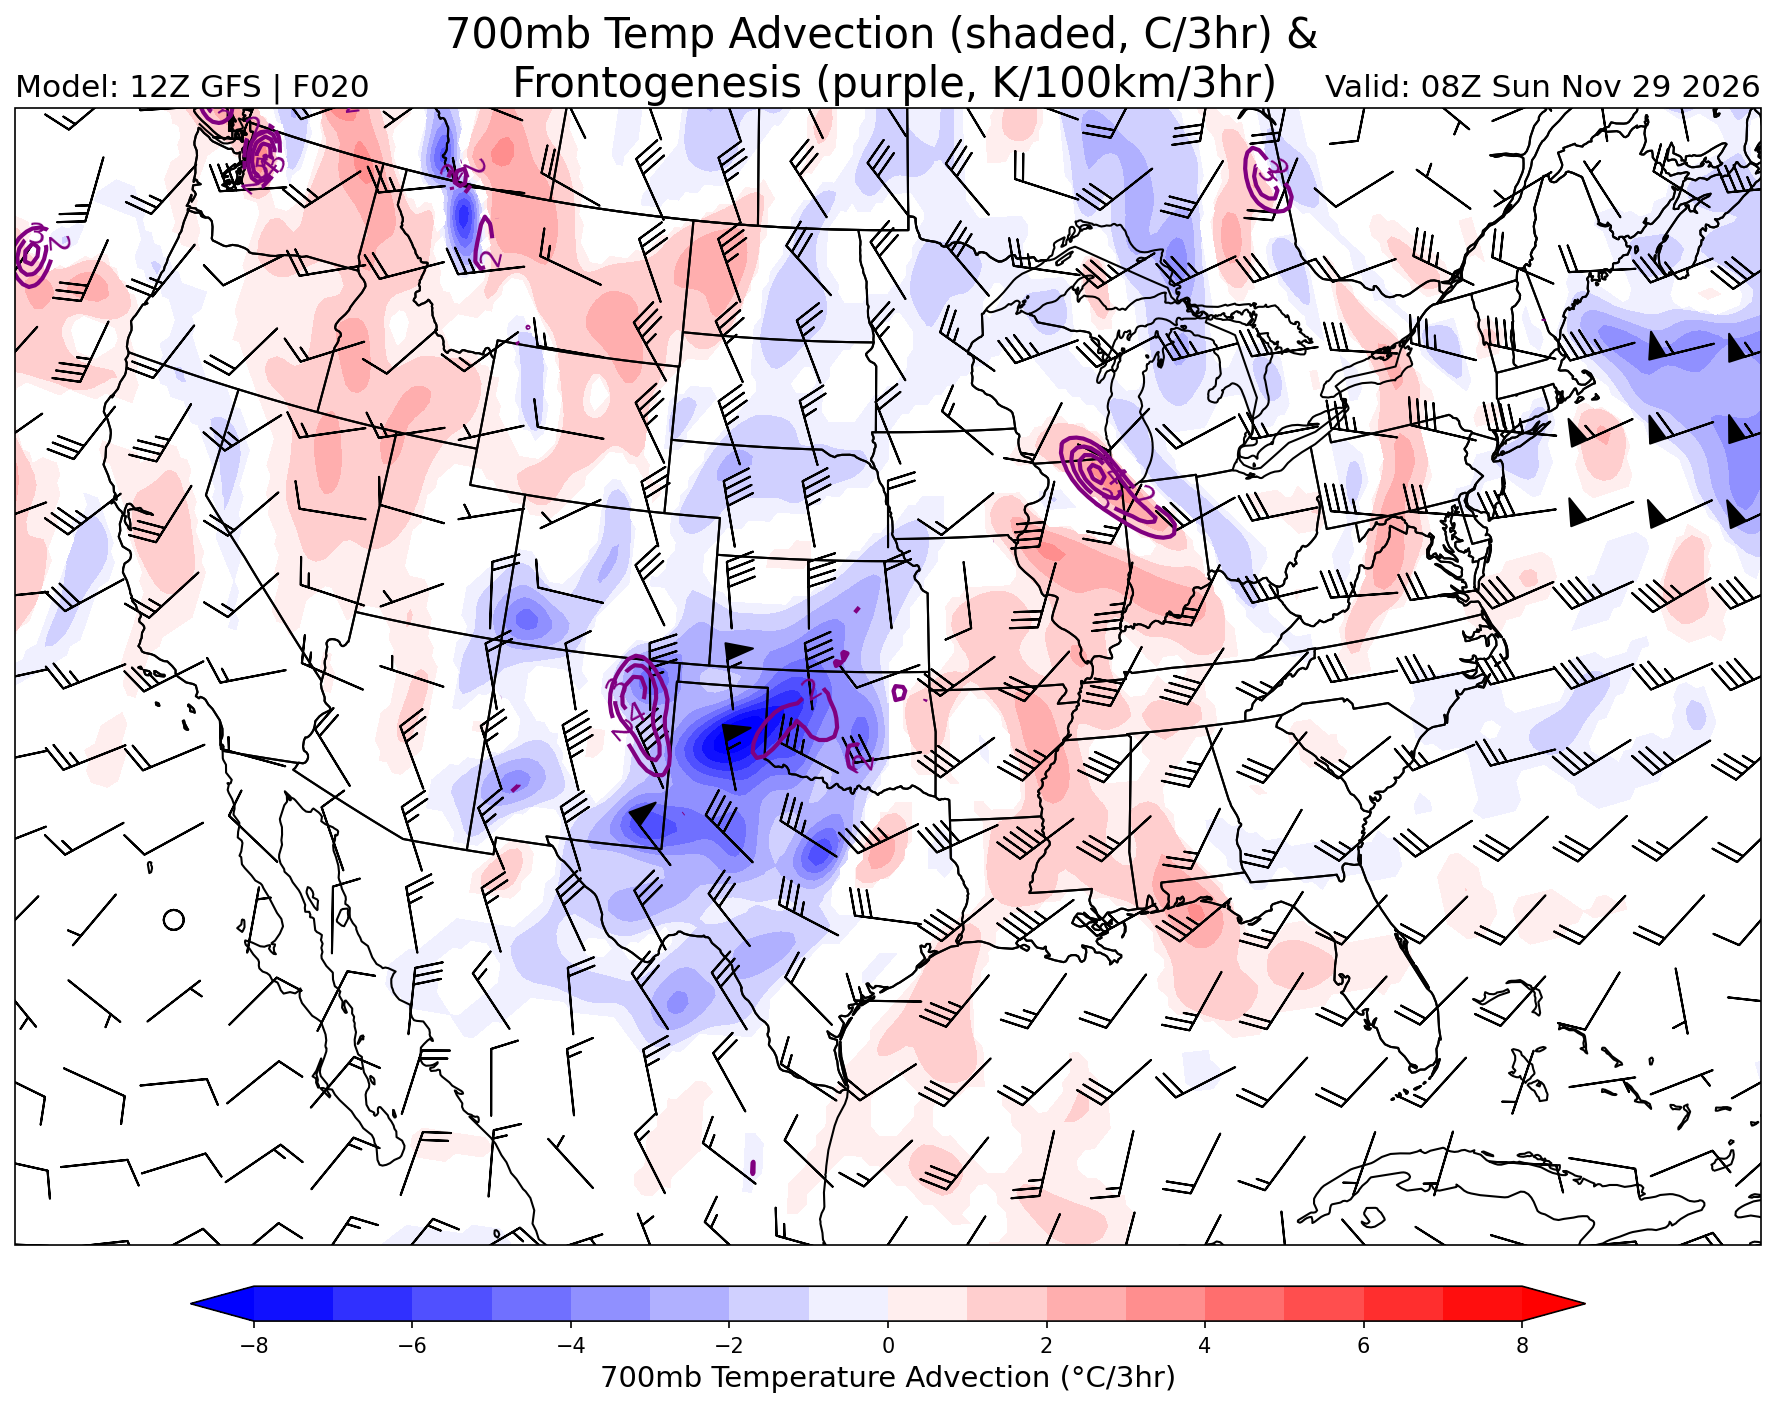 700mb Temp Advection (shaded, C/3hr) &
Frontogenesis (purple, K/100km/3hr)
Model: 12Z GFS | F020
Valid: 08Z Sun Nov 29 2026
−8 −6 −4 −2 0 2 4 6 8
700mb Temperature Advection (°C/3hr)